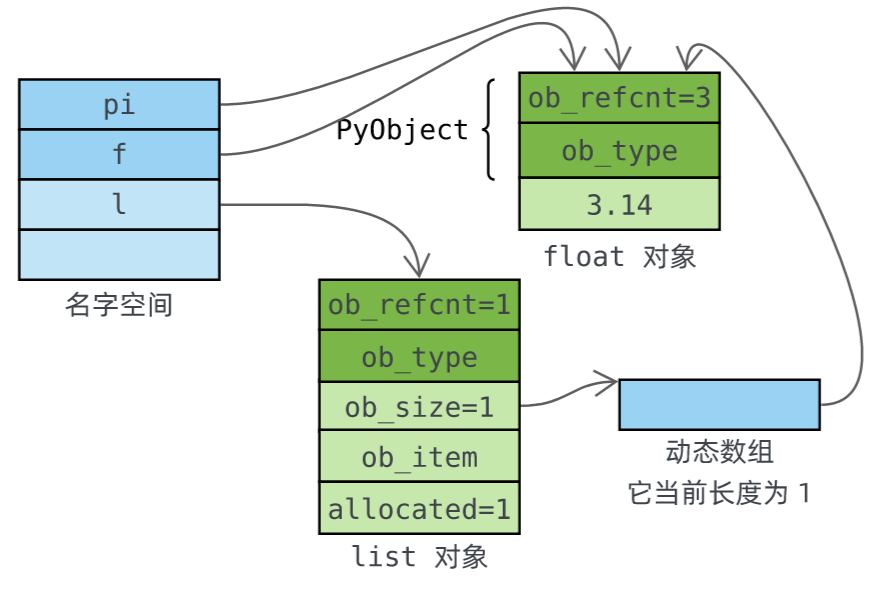 pi
f
l
名字空间
PyObject
ob_refcnt=3
ob_type
3.14
float 对象
ob_refcnt=1
ob_type
ob_size=1
ob_item
allocated=1
list 对象
动态数组
它当前长度为 1